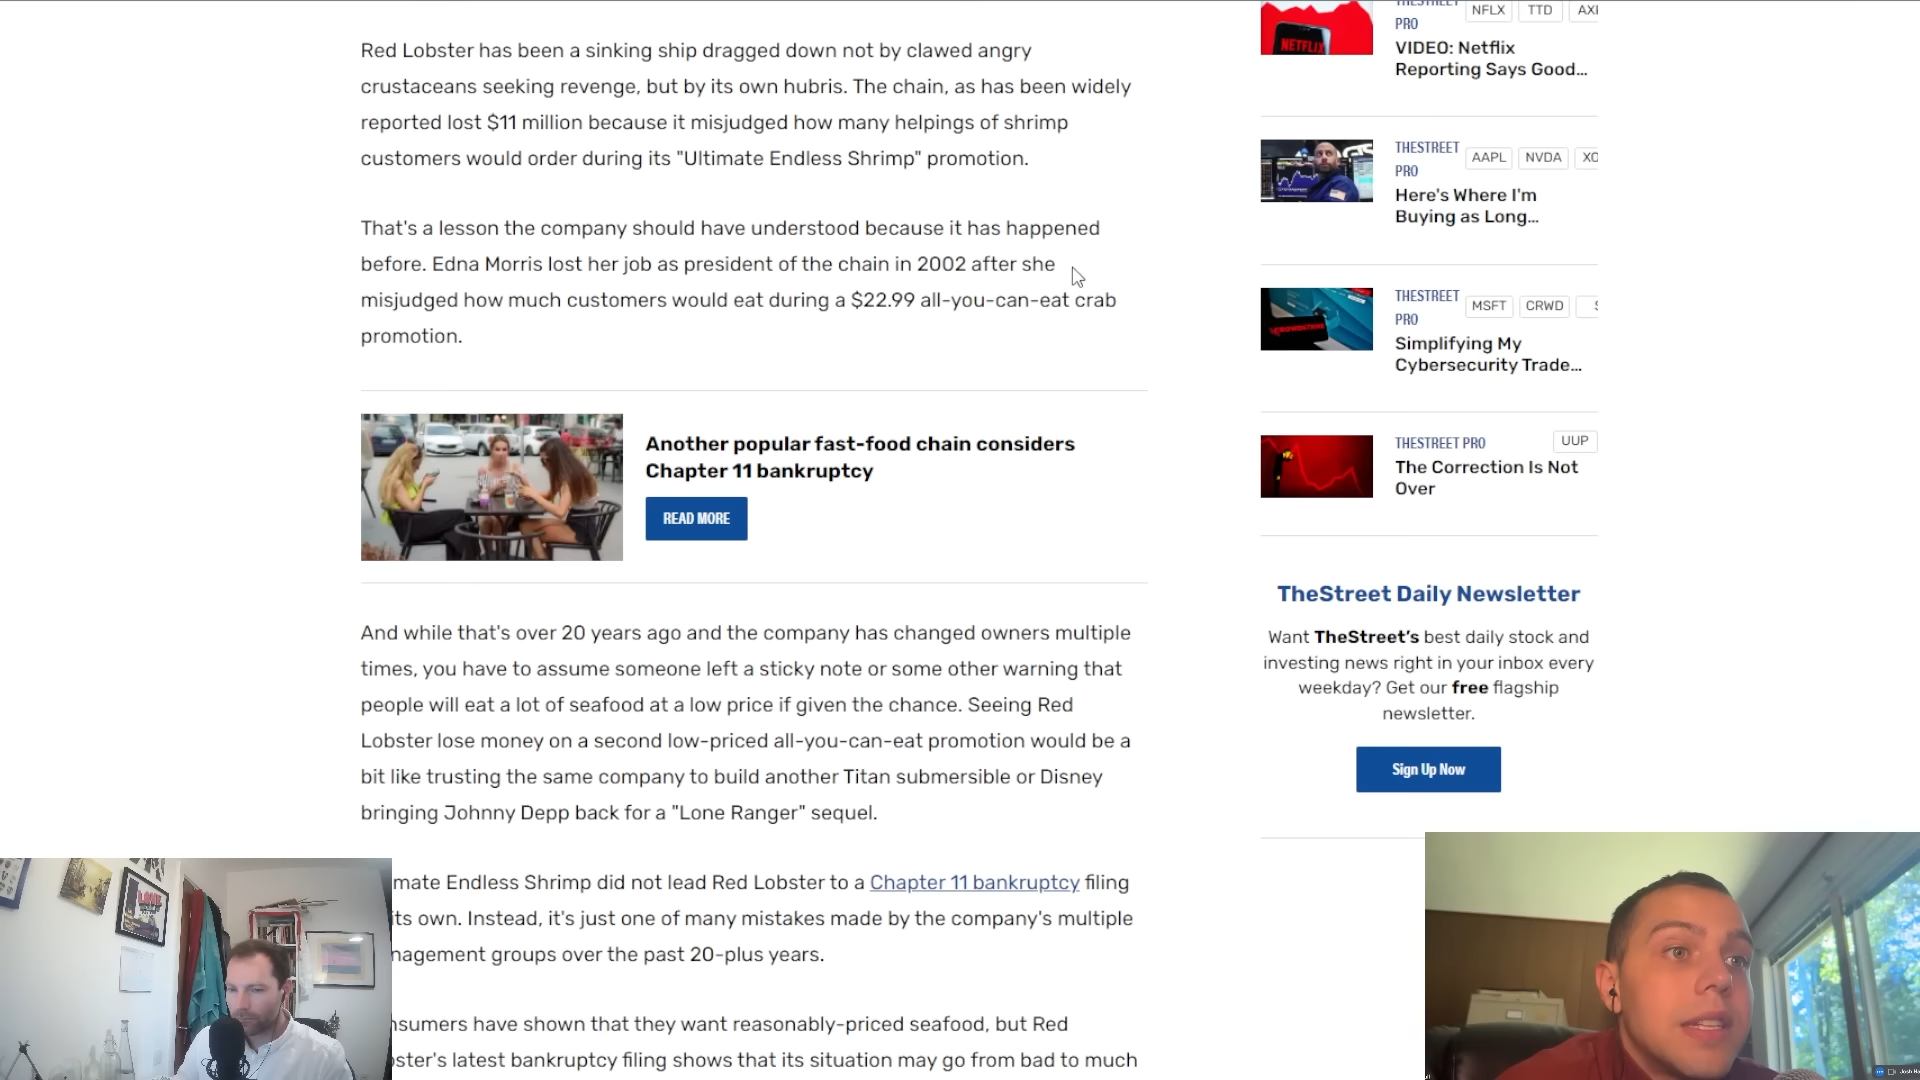 Red Lobster has been a sinking ship dragged down not by clawed angry
crustaceans seeking revenge, but by its own hubris. The chain, as has been widely
reported lost $11 million because it misjudged how many helpings of shrimp
customers would order during its "Ultimate Endless Shrimp" promotion.
That's a lesson the company should have understood because it has happened
before. Edna Morris lost her job as president of the chain in 2002 after she
misjudged how much customers would eat during a $22.99 all-you-can-eat crab
promotion.
Another popular fast-food chain considers
Chapter 11 bankruptcy
READ MORE
And while that's over 20 years ago and the company has changed owners multiple
times, you have to assume someone left a sticky note or some other warning that
people will eat a lot of seafood at a low price if given the chance. Seeing Red
Lobster lose money on a second low-priced all-you-can-eat promotion would be a
bit like trusting the same company to build another Titan submersible or Disney
bringing Johnny Depp back for a "Lone Ranger" sequel.
mate Endless Shrimp did not lead Red Lobster to a Chapter 11 bankruptcy filing
its own. Instead, it's just one of many mistakes made by the company's multiple
nagement groups over the past 20-plus years.
nsumers have shown that they want reasonably-priced seafood, but Red
bster's latest bankruptcy filing shows that its situation may go from bad to much
NETFLIX
THESTREET
PRO
NFLX
TTD
VIDEO: Netflix
Reporting Says Good...
THESTREET
PRO
AAPL
NVDA
Here's Where I'm
Buying as Long...
THESTREET
PRO
MSFT
CRWD
Simplifying My
Cybersecurity Trade...
THESTREET PRO
UUP
The Correction Is Not
Over
TheStreet Daily Newsletter
Want TheStreet’s best daily stock and
investing news right in your inbox every
weekday? Get our free flagship
newsletter.
Sign Up Now